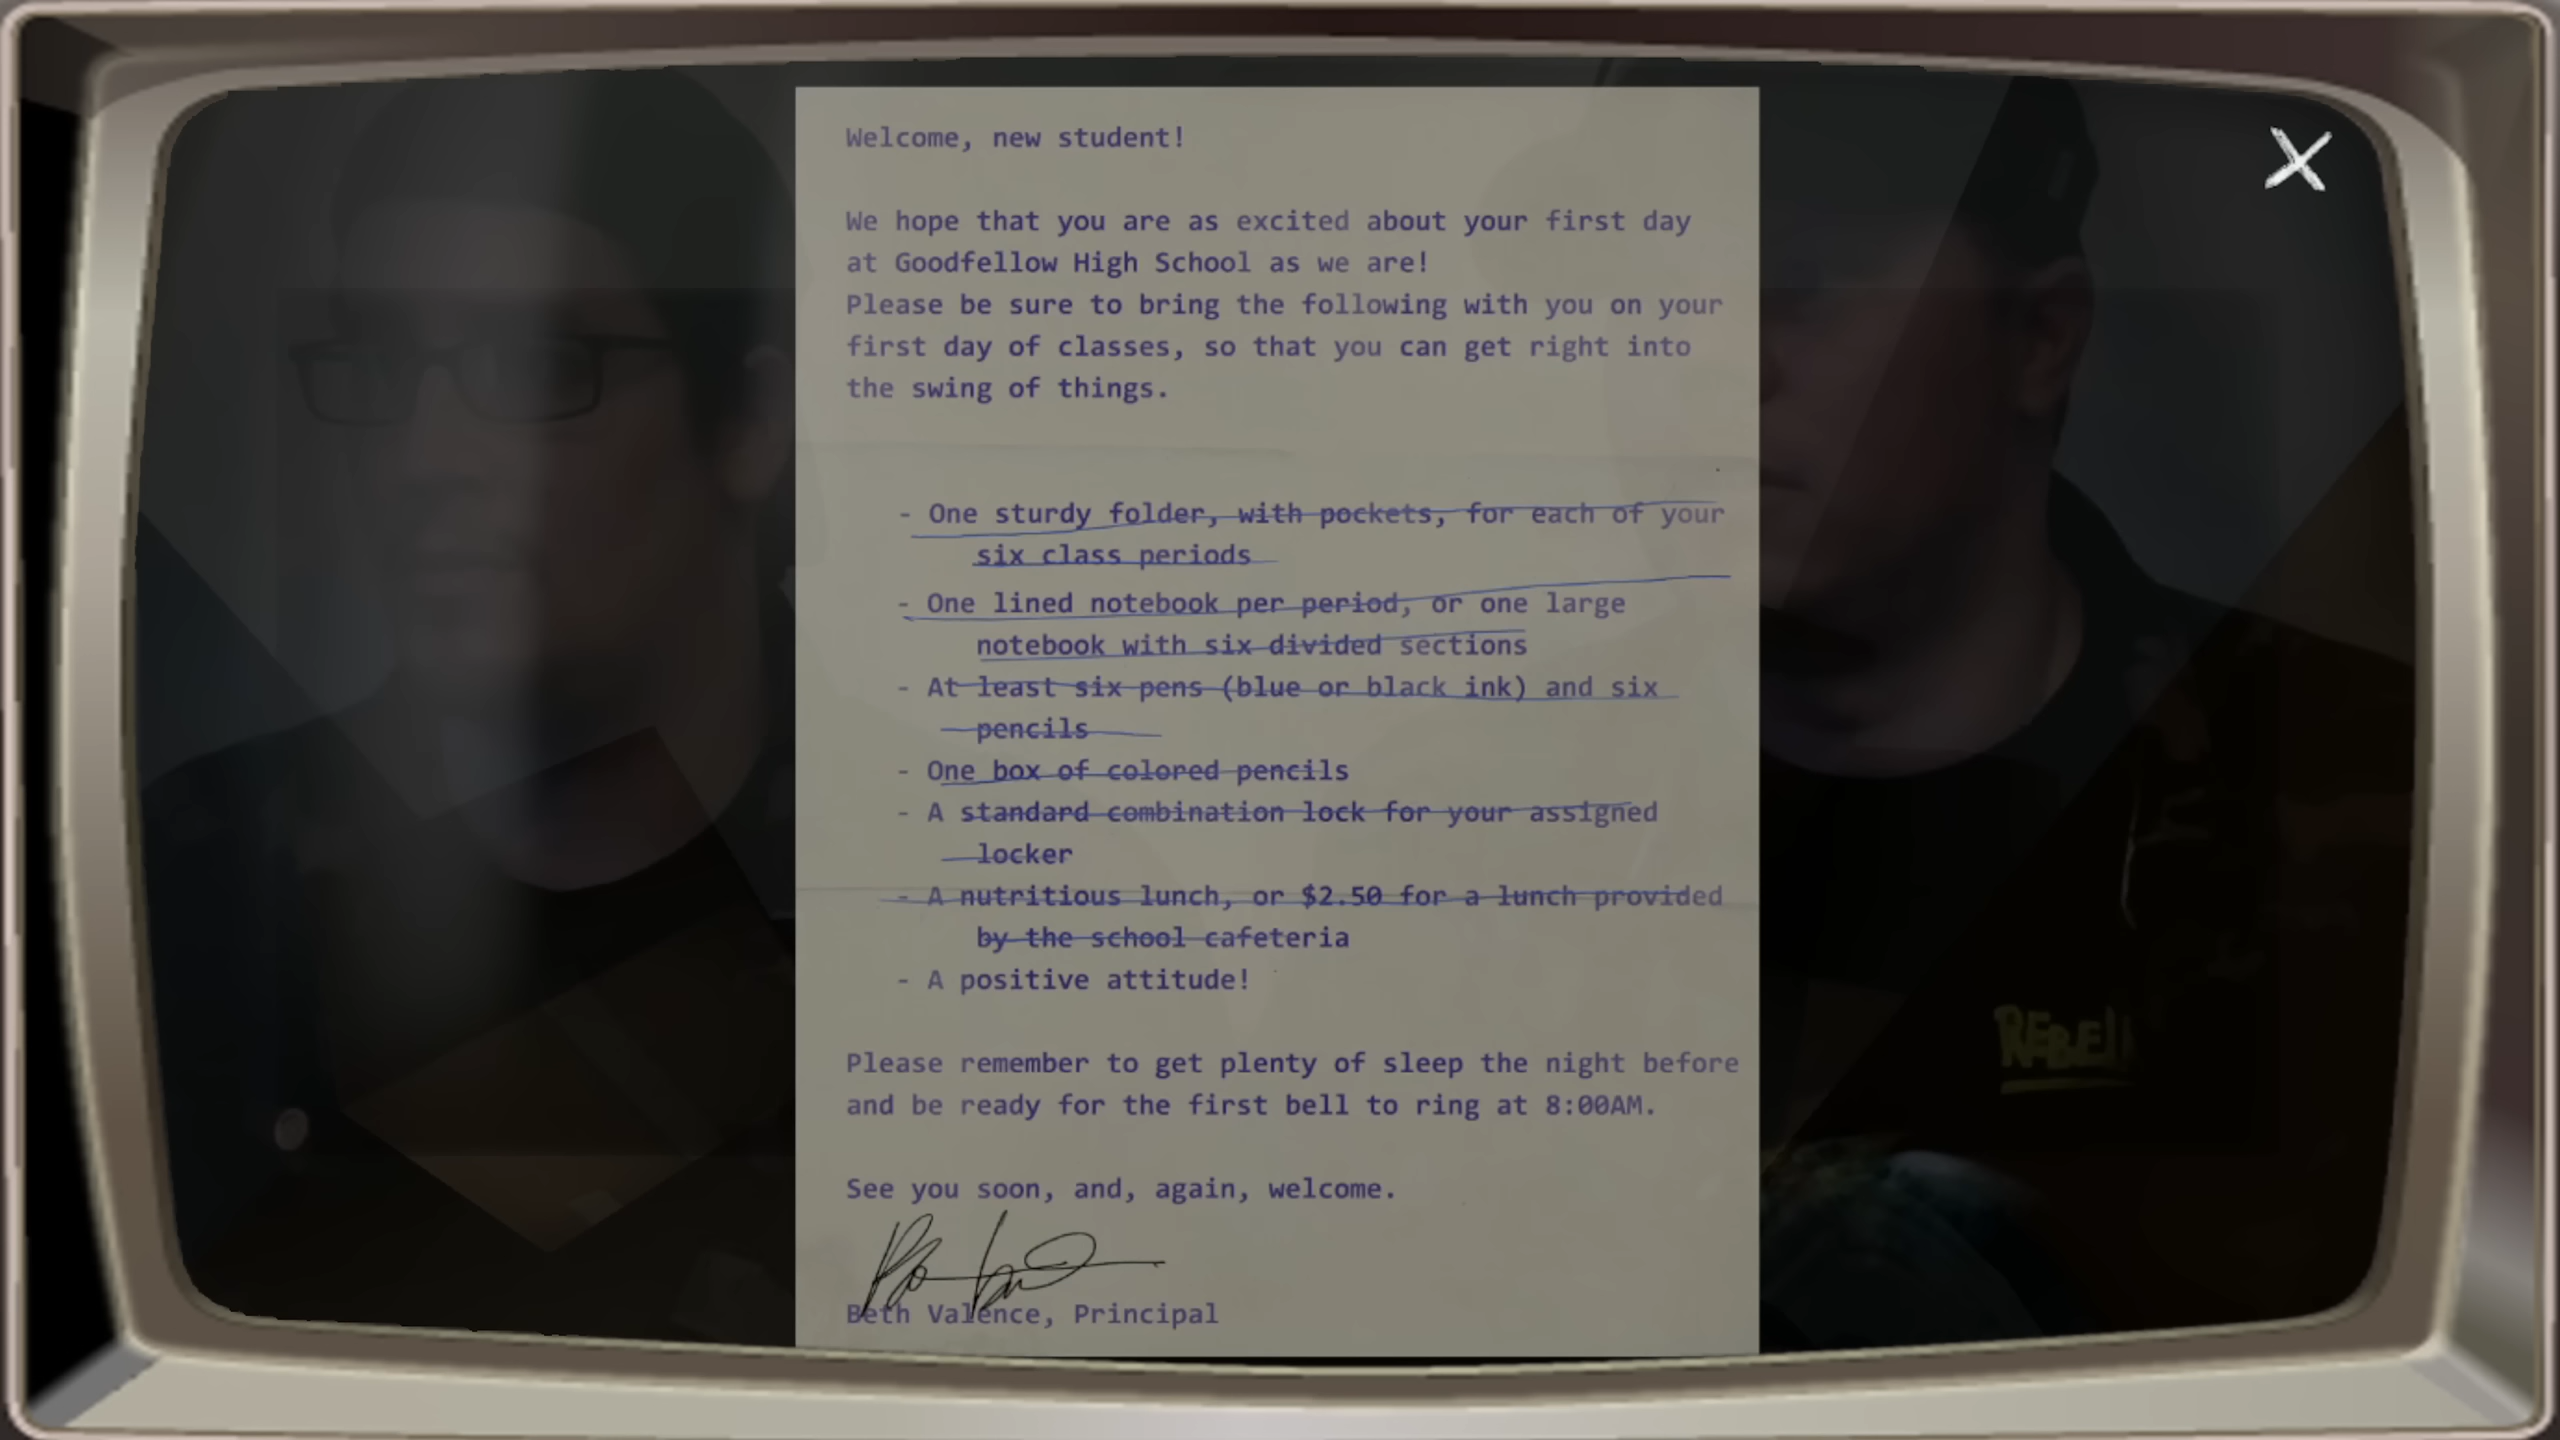 Welcome, new student!
We hope that you are as excited about your first day
at Goodfellow High School as we are!
Please be sure to bring the following with you on your
first day of classes, so that you can get right into
the swing of things.
- One sturdy folder, with pockets, for each of your
six class periods
- One lined notebook per period, or one large
notebook with six divided sections
- At least six pens (blue or black ink) and six
pencils
- One box of colored pencils
- A standard combination lock for your assigned
locker
- A nutritious lunch, or $2.50 for a lunch provided
by the school cafeteria
- A positive attitude!
Please remember to get plenty of sleep the night before
and be ready for the first bell to ring at 8:00AM.
See you soon, and, again, welcome.
Beth Valence, Principal